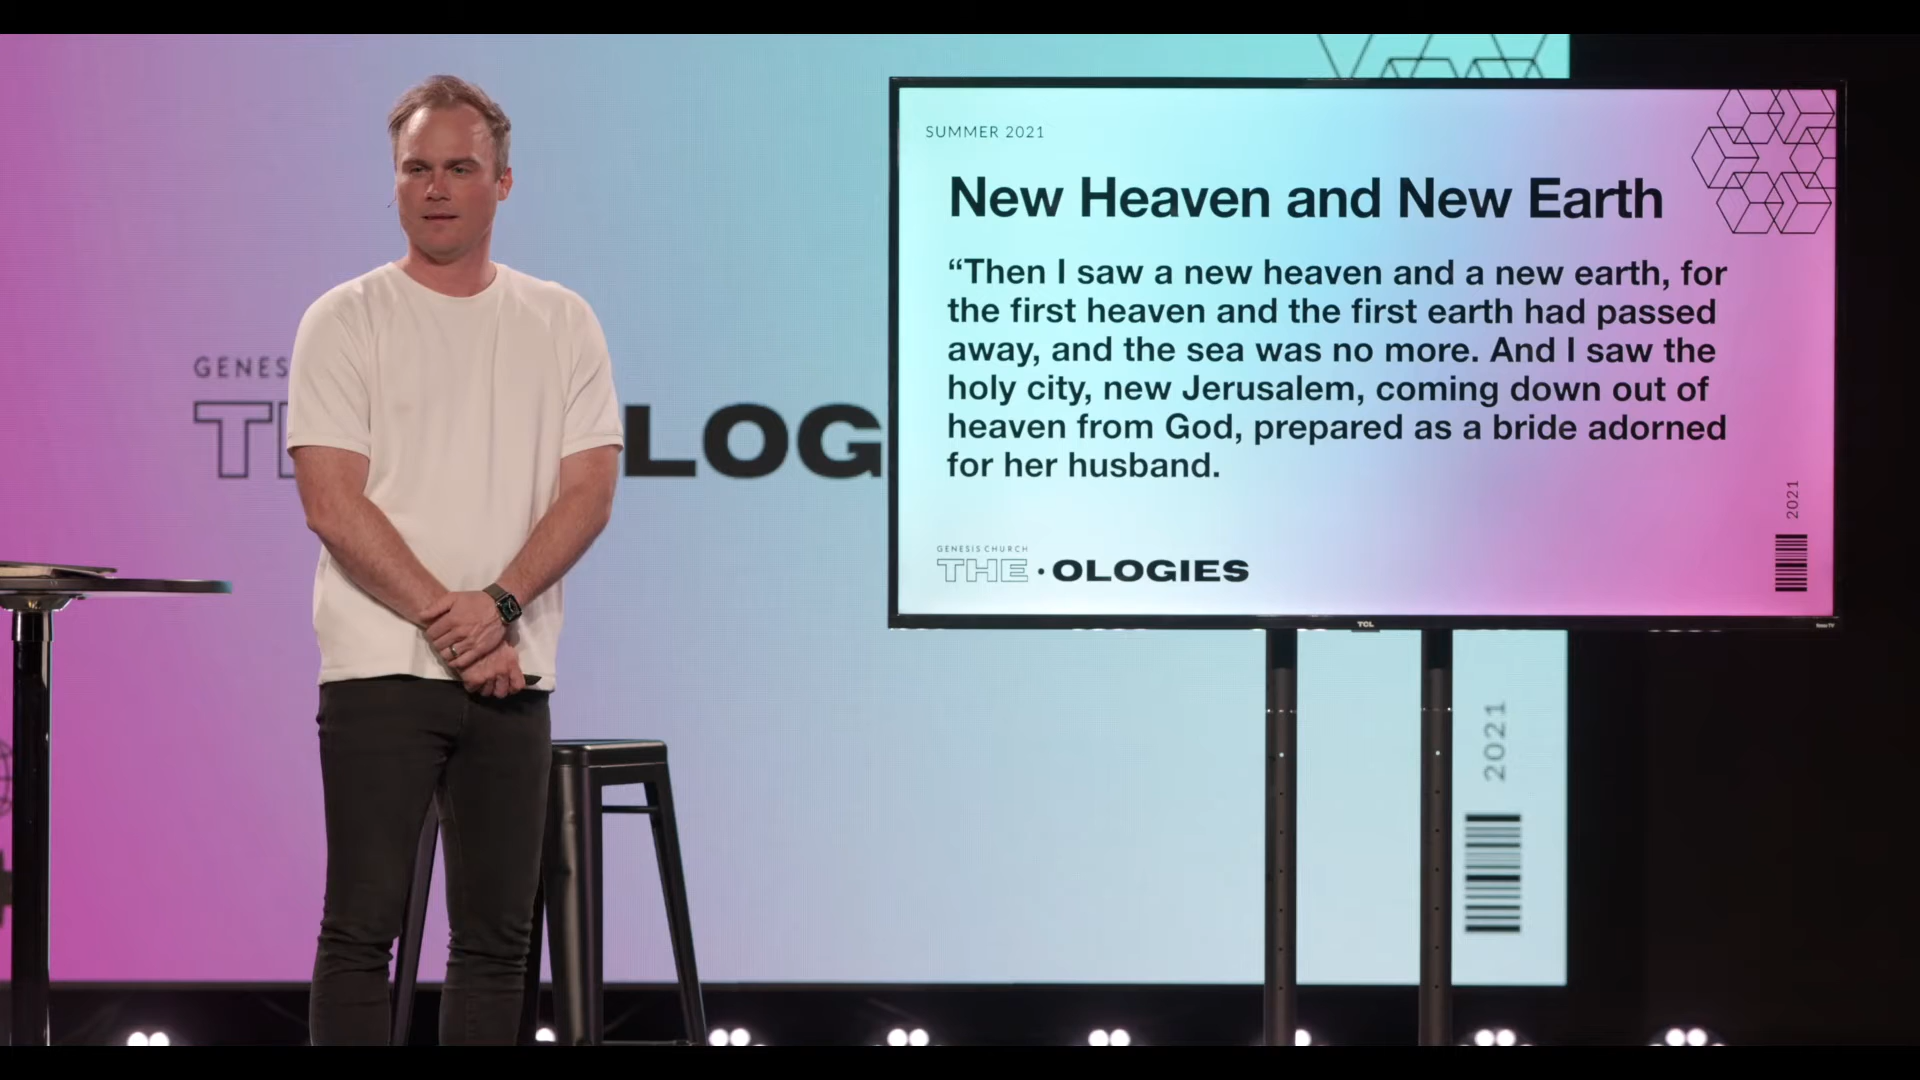 GENES
T
LOG
SUMMER 2021
New Heaven and New Earth
“Then I saw a new heaven and a new earth, for
the first heaven and the first earth had passed
away, and the sea was no more. And I saw the
holy city, new Jerusalem, coming down out of
heaven from God, prepared as a bride adorned
for her husband.
2021
GENESIS CHURCH
THE • OLOGIES
TCL
2021